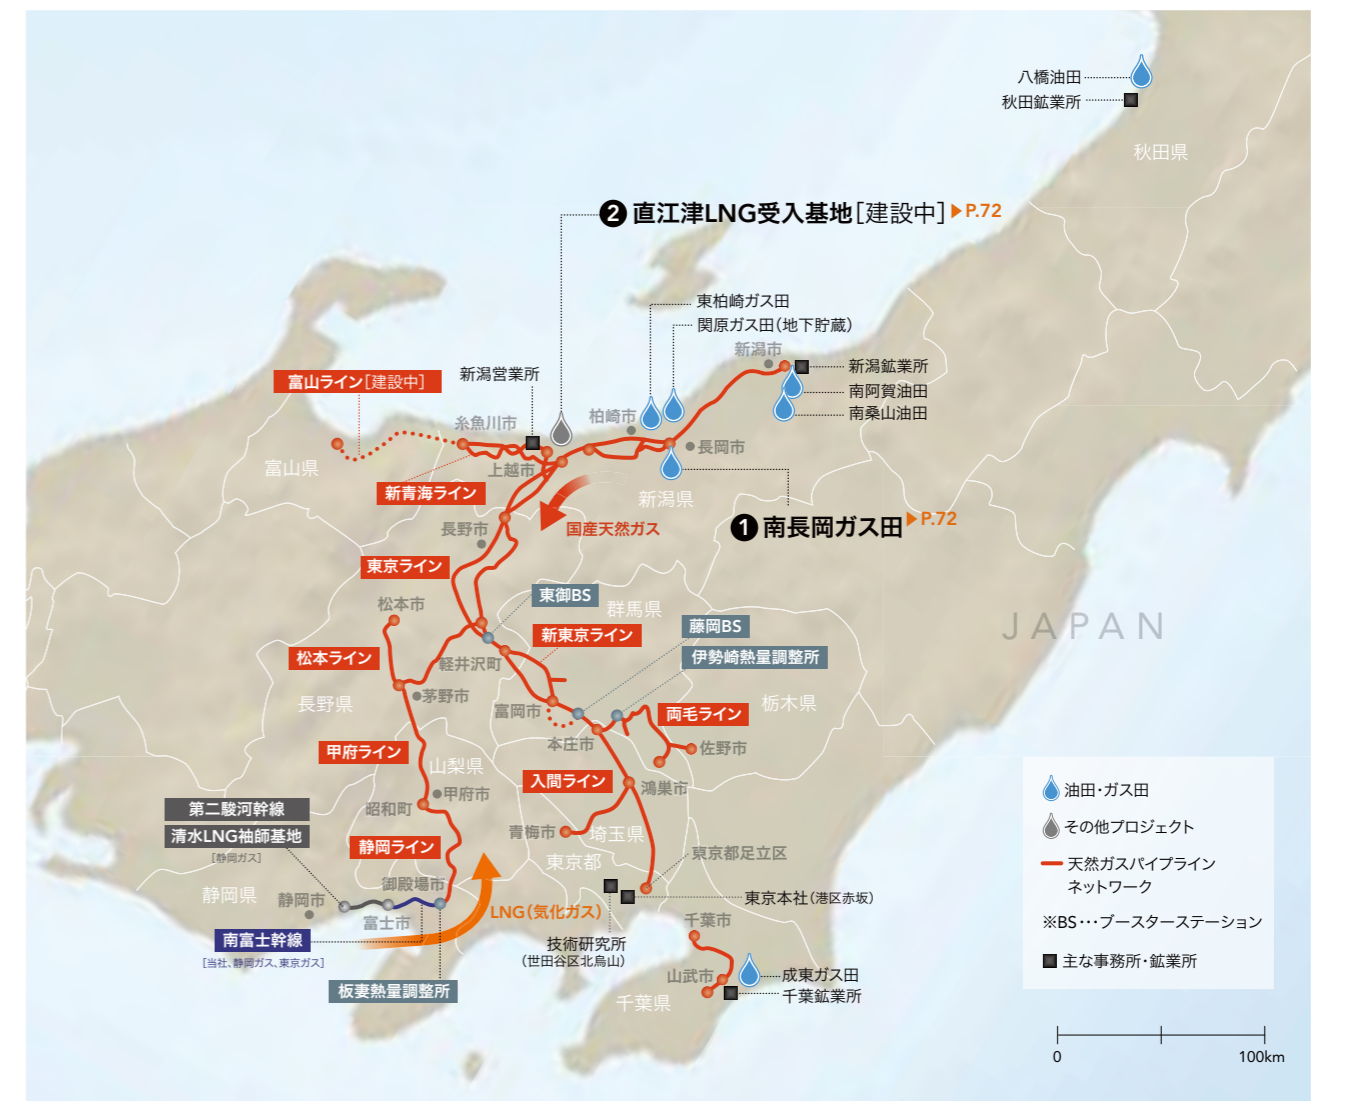 八橋油田
秋田鉱業所
秋田県
❷ 直江津LNG受入基地[建設中] ▶P.72
東柏崎ガス田
関原ガス田(地下貯蔵)
新潟市
新潟鉱業所
南阿賀油田
南桑山油田
富山ライン[建設中]
新潟営業所
糸魚川市
柏崎市
長岡市
富山県
上越市
新青海ライン
新潟県
❶ 南長岡ガス田 ▶P.72
国産天然ガス
長野市
東京ライン
東御BS
群馬県
松本市
藤岡BS
JAPAN
新東京ライン
伊勢崎熱量調整所
松本ライン
軽井沢町
茅野市
長野県
富岡市
両毛ライン
栃木県
本庄市
佐野市
甲府ライン
山梨県
入間ライン
鴻巣市
甲府市
昭和町
第二駿河幹線
清水LNG袖師基地
[静岡ガス]
青梅市
埼玉県
静岡ライン
東京都
東京都足立区
御殿場市
静岡県
静岡市
富士市
LNG(気化ガス)
東京本社(港区赤坂)
千葉市
南富士幹線
[当社、静岡ガス、東京ガス]
技術研究所
(世田谷区北烏山)
板妻熱量調整所
山武市
成東ガス田
千葉鉱業所
千葉県
油田・ガス田
その他プロジェクト
天然ガスパイプライン
ネットワーク
※BS・・・ブースターステーション
主な事務所・鉱業所
0
100km